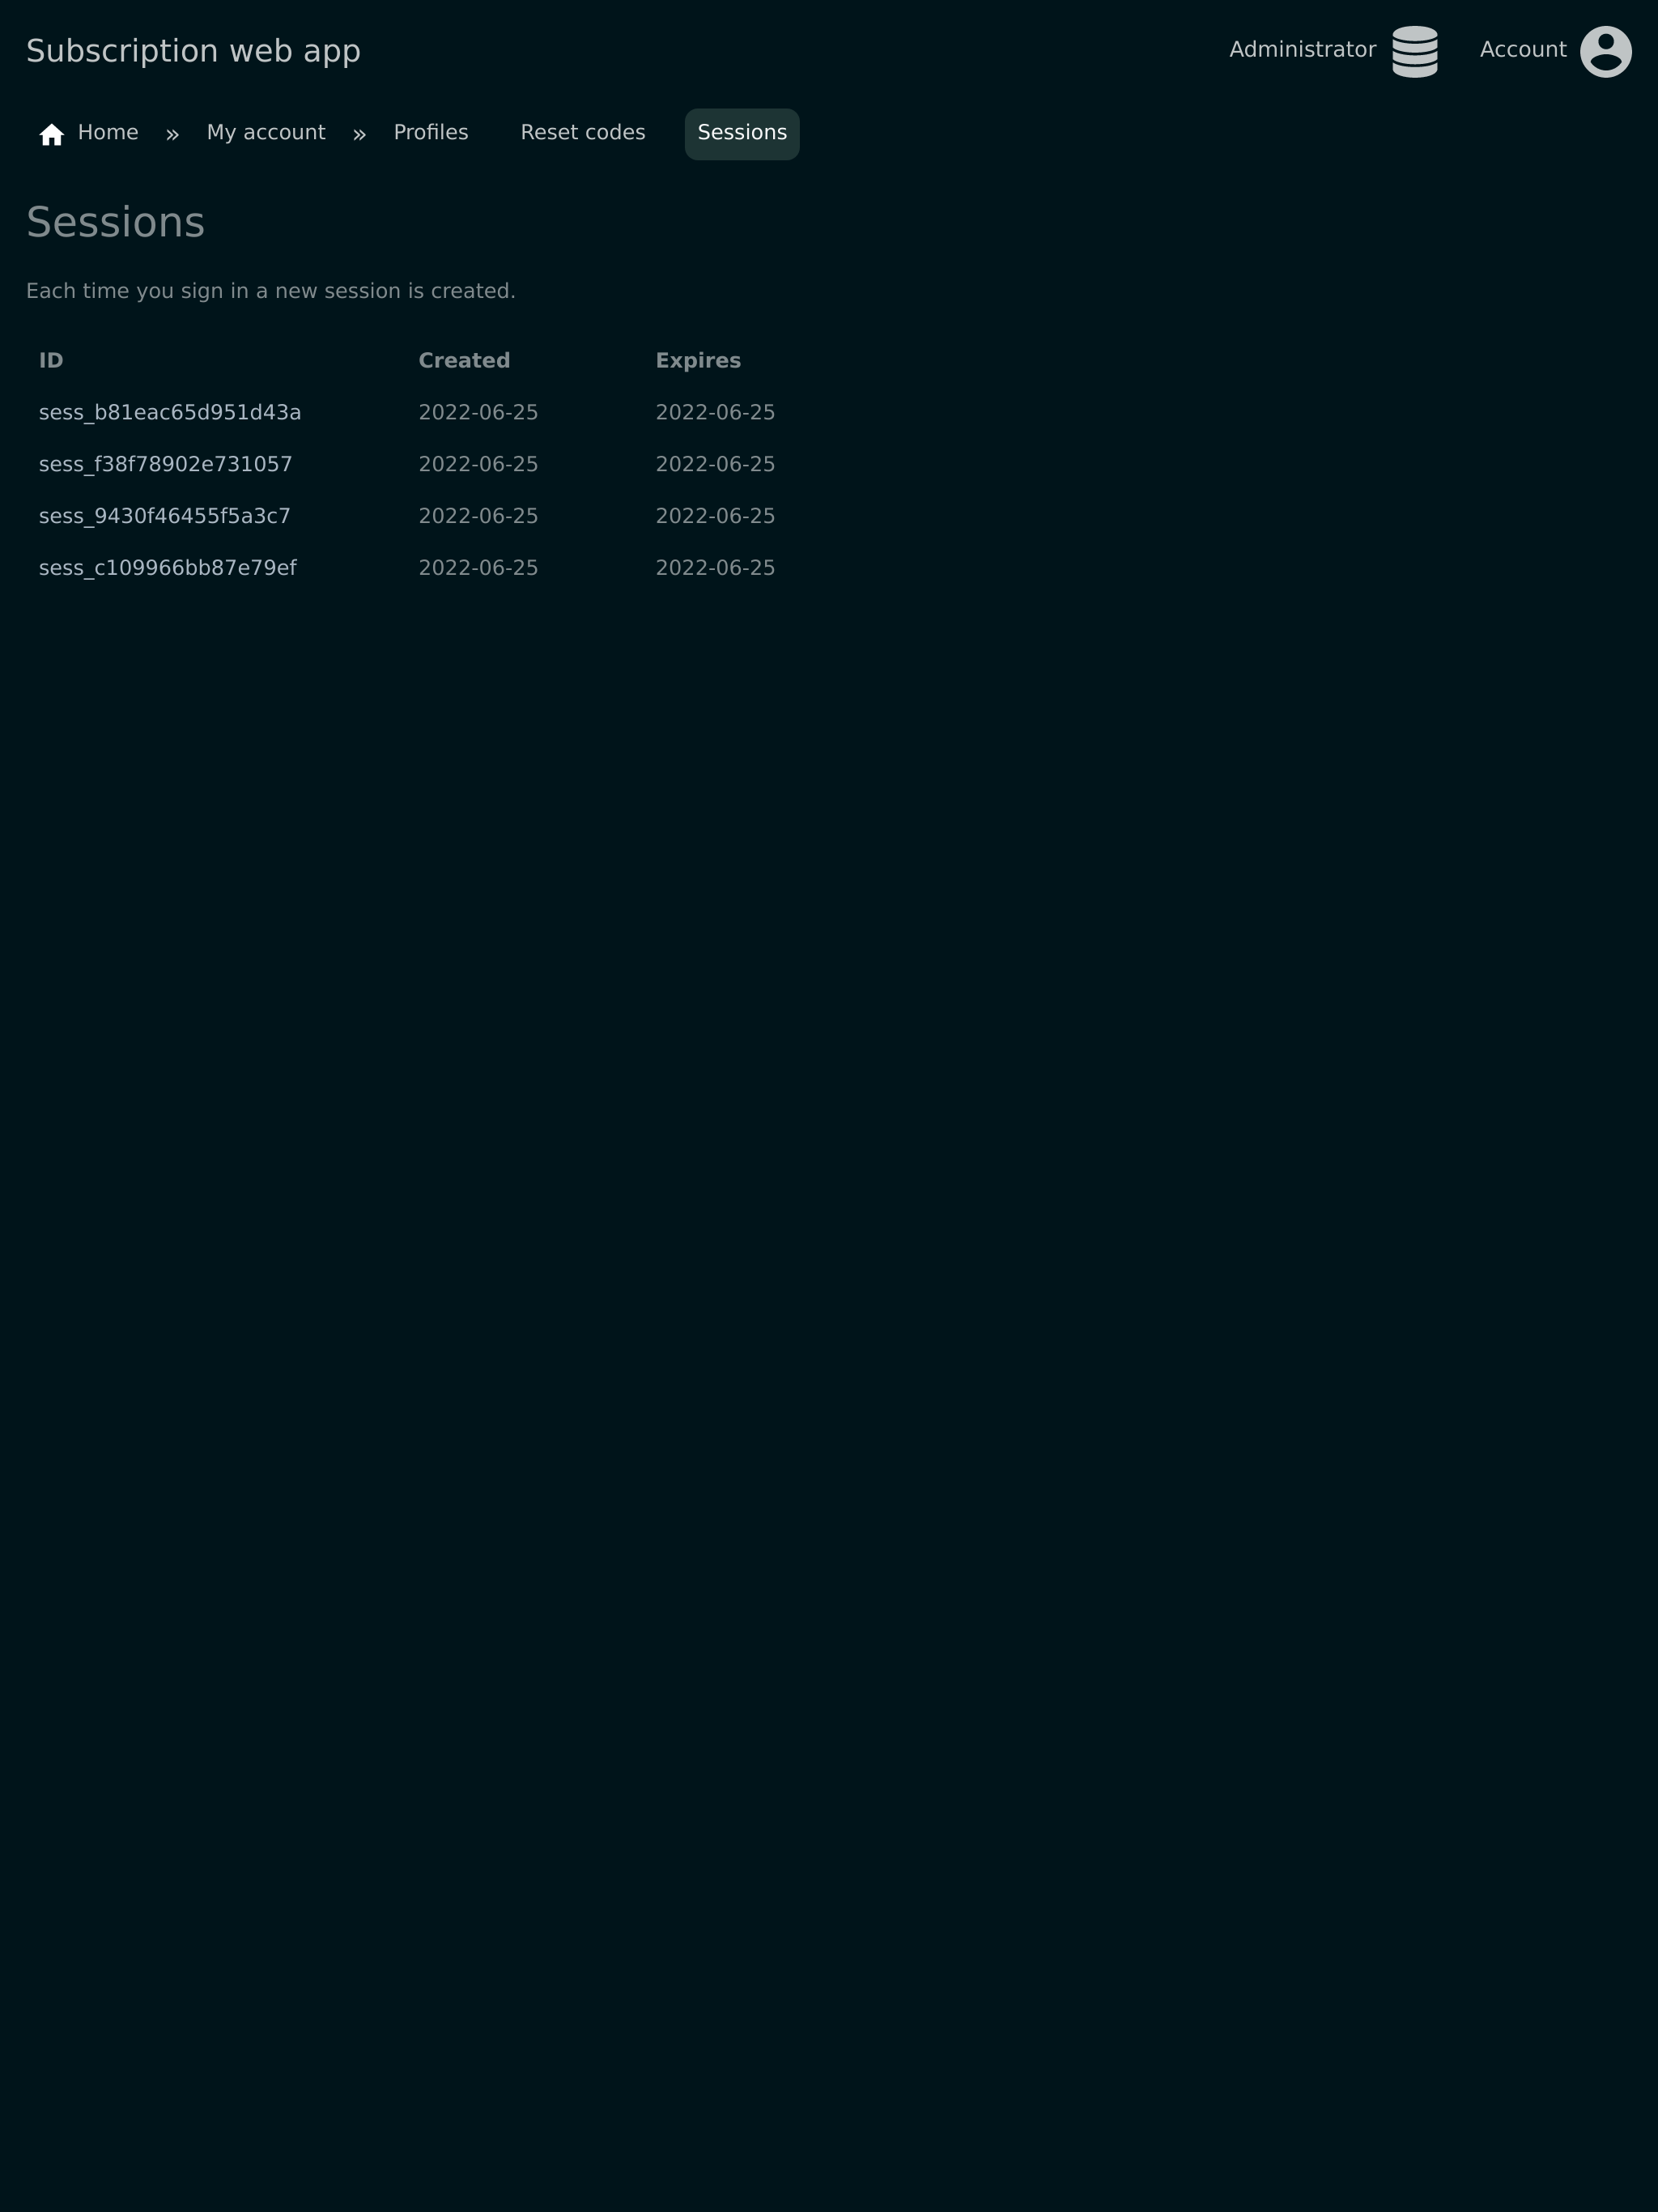 Subscription web app
Administrator
Account
Home » My account » Profiles Reset codes Sessions
Sessions
Each time you sign in a new session is created.
ID Created Expires
sess_b81eac65d951d43a 2022-06-25 2022-06-25
sess_f38f78902e731057 2022-06-25 2022-06-25
sess_9430f46455f5a3c7 2022-06-25 2022-06-25
sess_c109966bb87e79ef 2022-06-25 2022-06-25